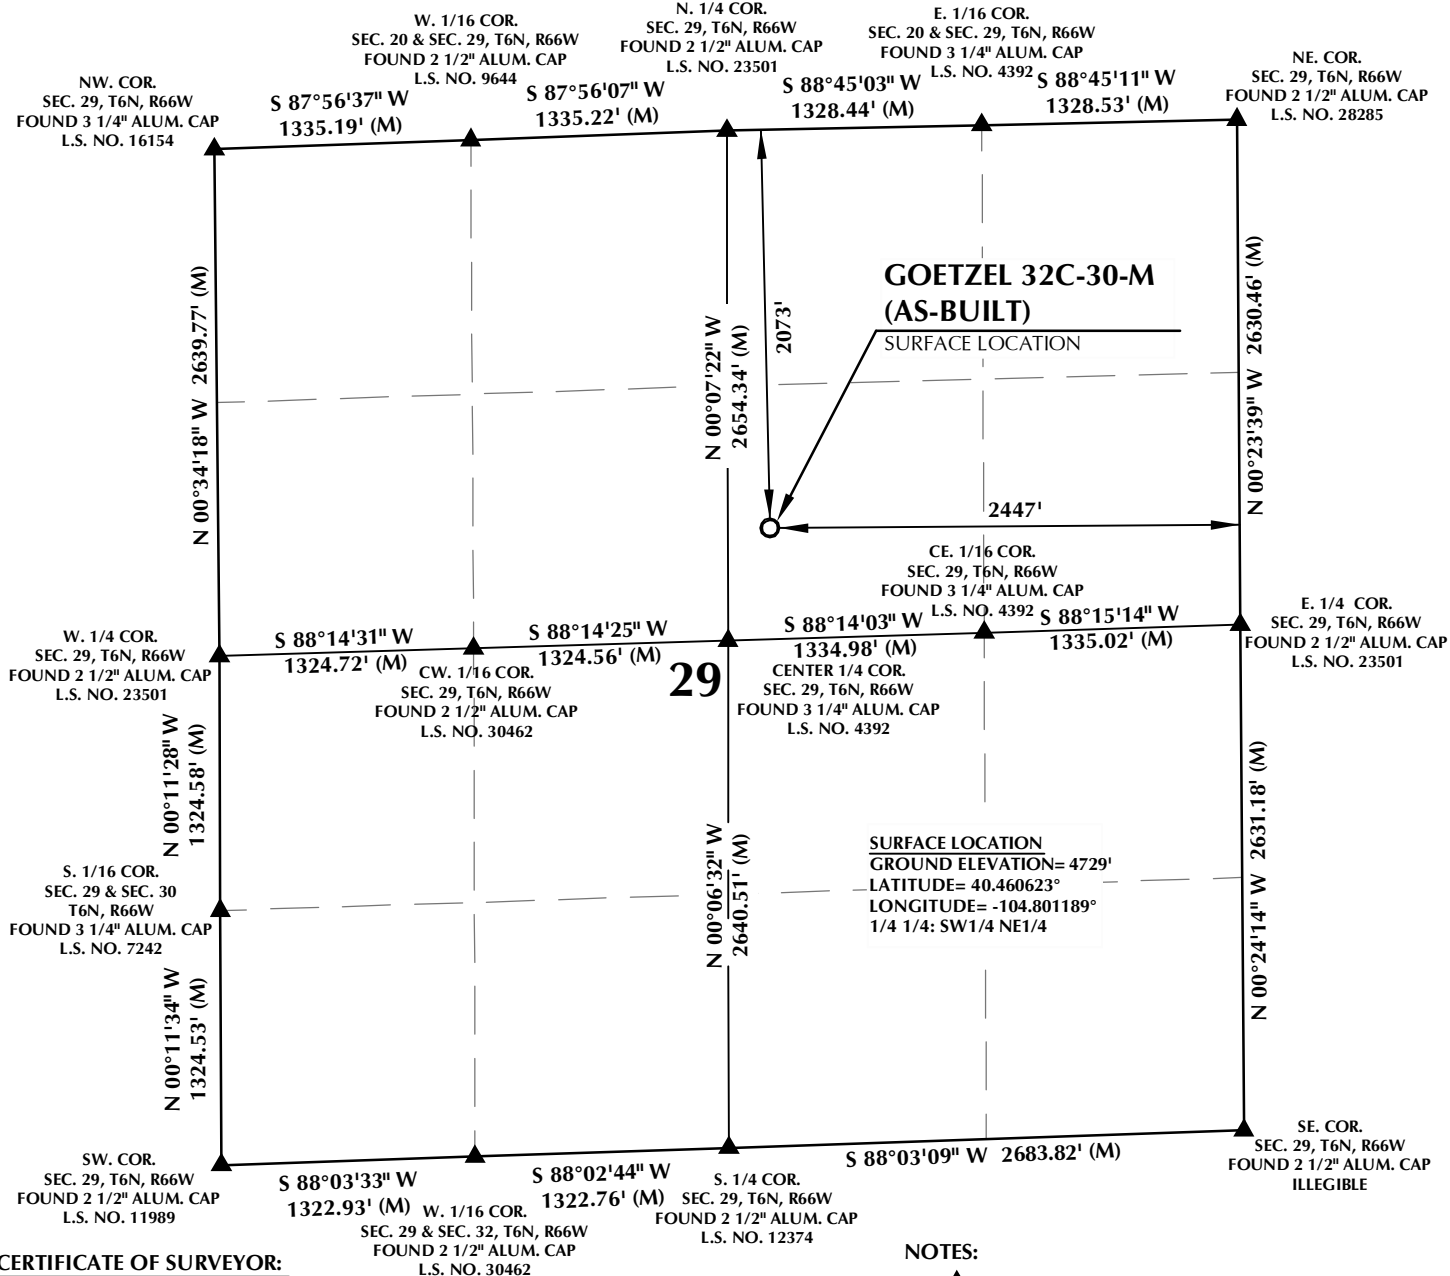 W. 1/16 COR.
SEC. 20 & SEC. 29, T6N, R66W
FOUND 2 1/2" ALUM. CAP
L.S. NO. 9644
N. 1/4 COR.
SEC. 29, T6N, R66W
FOUND 2 1/2" ALUM. CAP
L.S. NO. 23501
E. 1/16 COR.
SEC. 20 & SEC. 29, T6N, R66W
FOUND 3 1/4" ALUM. CAP
L.S. NO. 4392
NW. COR.
SEC. 29, T6N, R66W
FOUND 3 1/4" ALUM. CAP
L.S. NO. 16154
NE. COR.
SEC. 29, T6N, R66W
FOUND 2 1/2" ALUM. CAP
L.S. NO. 28285
S 87°56'37" W
1335.19' (M)
S 87°56'07" W
1335.22' (M)
S 88°45'03" W
1328.44' (M)
S 88°45'11" W
1328.53' (M)
N 00°34'18" W 2639.77' (M)
N 00°07'22" W
2654.34' (M)
2073'
GOETZEL 32C-30-M
(AS-BUILT)
SURFACE LOCATION
N 00°23'39" W 2630.46' (M)
2447'
CE. 1/16 COR.
SEC. 29, T6N, R66W
FOUND 3 1/4" ALUM. CAP
L.S. NO. 4392
W. 1/4 COR.
SEC. 29, T6N, R66W
FOUND 2 1/2" ALUM. CAP
L.S. NO. 23501
S 88°14'31" W
1324.72' (M)
S 88°14'25" W
1324.56' (M)
S 88°14'03" W
1334.98' (M)
S 88°15'14" W
1335.02' (M)
E. 1/4 COR.
SEC. 29, T6N, R66W
FOUND 2 1/2" ALUM. CAP
L.S. NO. 23501
CW. 1/16 COR.
SEC. 29, T6N, R66W
FOUND 2 1/2" ALUM. CAP
L.S. NO. 30462
29
CENTER 1/4 COR.
SEC. 29, T6N, R66W
FOUND 3 1/4" ALUM. CAP
L.S. NO. 4392
N 00°11'28" W
1324.58' (M)
S. 1/16 COR.
SEC. 29 & SEC. 30
T6N, R66W
FOUND 3 1/4" ALUM. CAP
L.S. NO. 7242
N 00°11'34" W
1324.53' (M)
N 00°06'32" W
2640.51' (M)
SURFACE LOCATION
GROUND ELEVATION= 4729'
LATITUDE= 40.460623°
LONGITUDE= -104.801189°
1/4 1/4: SW1/4 NE1/4
N 00°24'14" W 2631.18' (M)
SW. COR.
SEC. 29, T6N, R66W
FOUND 2 1/2" ALUM. CAP
L.S. NO. 11989
S 88°03'33" W
1322.93' (M)
W. 1/16 COR.
SEC. 29 & SEC. 32, T6N, R66W
FOUND 2 1/2" ALUM. CAP
L.S. NO. 30462
S 88°02'44" W
1322.76' (M)
S. 1/4 COR.
SEC. 29, T6N, R66W
FOUND 2 1/2" ALUM. CAP
L.S. NO. 12374
S 88°03'09" W 2683.82' (M)
SE. COR.
SEC. 29, T6N, R66W
FOUND 2 1/2" ALUM. CAP
ILLEGIBLE
CERTIFICATE OF SURVEYOR:
NOTES: